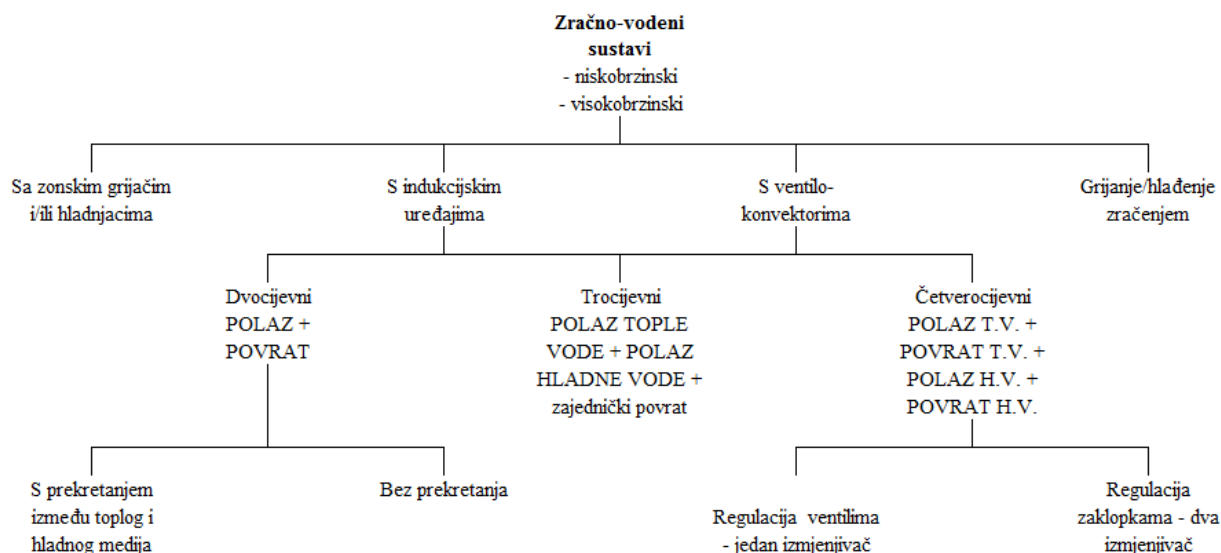 Zračno-vodeni
sustavi
- niskobrzinski
- visokobrzinski
Sa zonskim grijačim
i/ili hladnjacima
S indukcijskim
uređajima
S ventilo-
konvektorima
Grijanje/hlađenje
zračenjem
Dvocijevni
POLAZ +
POVRAT
Trocijevni
POLAZ TOPLE
VODE + POLAZ
HLADNE VODE +
zajednički povrat
Četverocijevni
POLAZ T.V. +
POVRAT T.V. +
POLAZ H.V. +
POVRAT H.V.
S prekretanjem
između toplog i
hladnog medija
Bez prekretanja
Regulacija ventilima
- jedan izmjenjivač
Regulacija
zaklopkama - dva
izmjenjivač